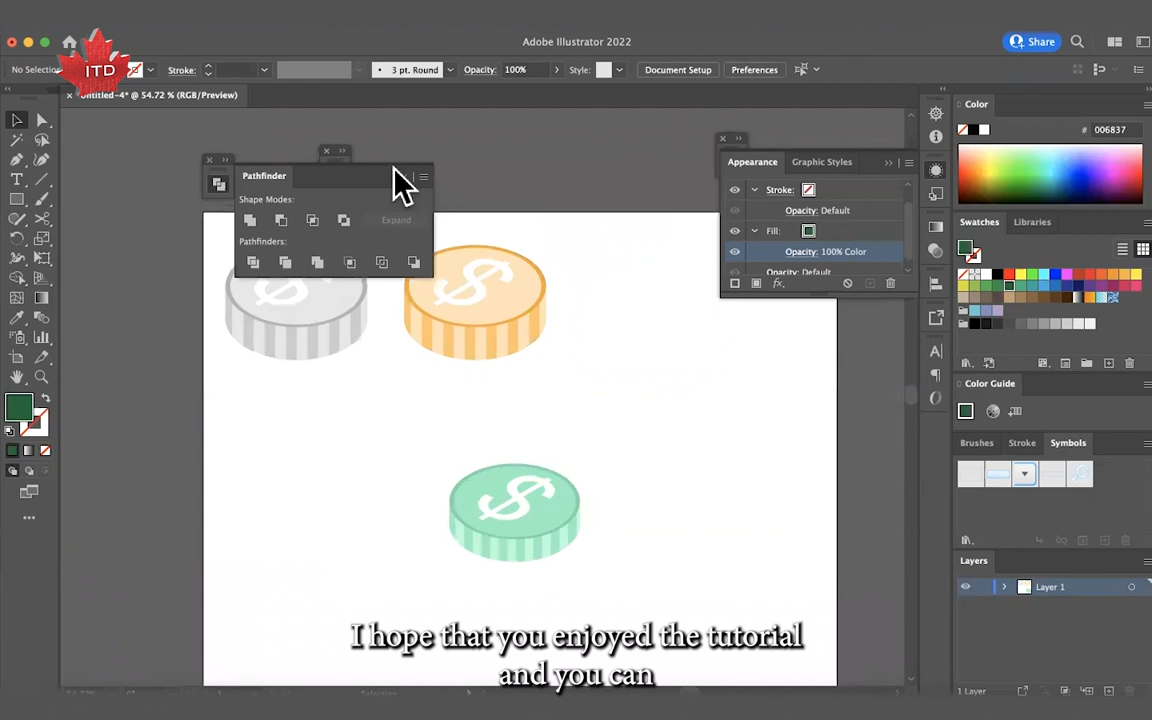 Adobe Illustrator 2022
Share
ITD
No Selection
Stroke:
3 pt. Round
Opacity: 100%
Style:
Document Setup
Preferences
Untitled-4* @ 54.72 % (RGB/Preview)
Color
# 006837
Pathfinder
Shape Modes:
Expand
Pathfinders:
Appearance
Graphic Styles
Stroke:
Opacity: Default
Fill:
Opacity: 100% Color
Opacity: Default
Swatches
Libraries
Color Guide
Brushes
Stroke
Symbols
Layers
Layer 1
1 Layer
Selection
$
$
$
I hope that you enjoyed the tutorial
and you can